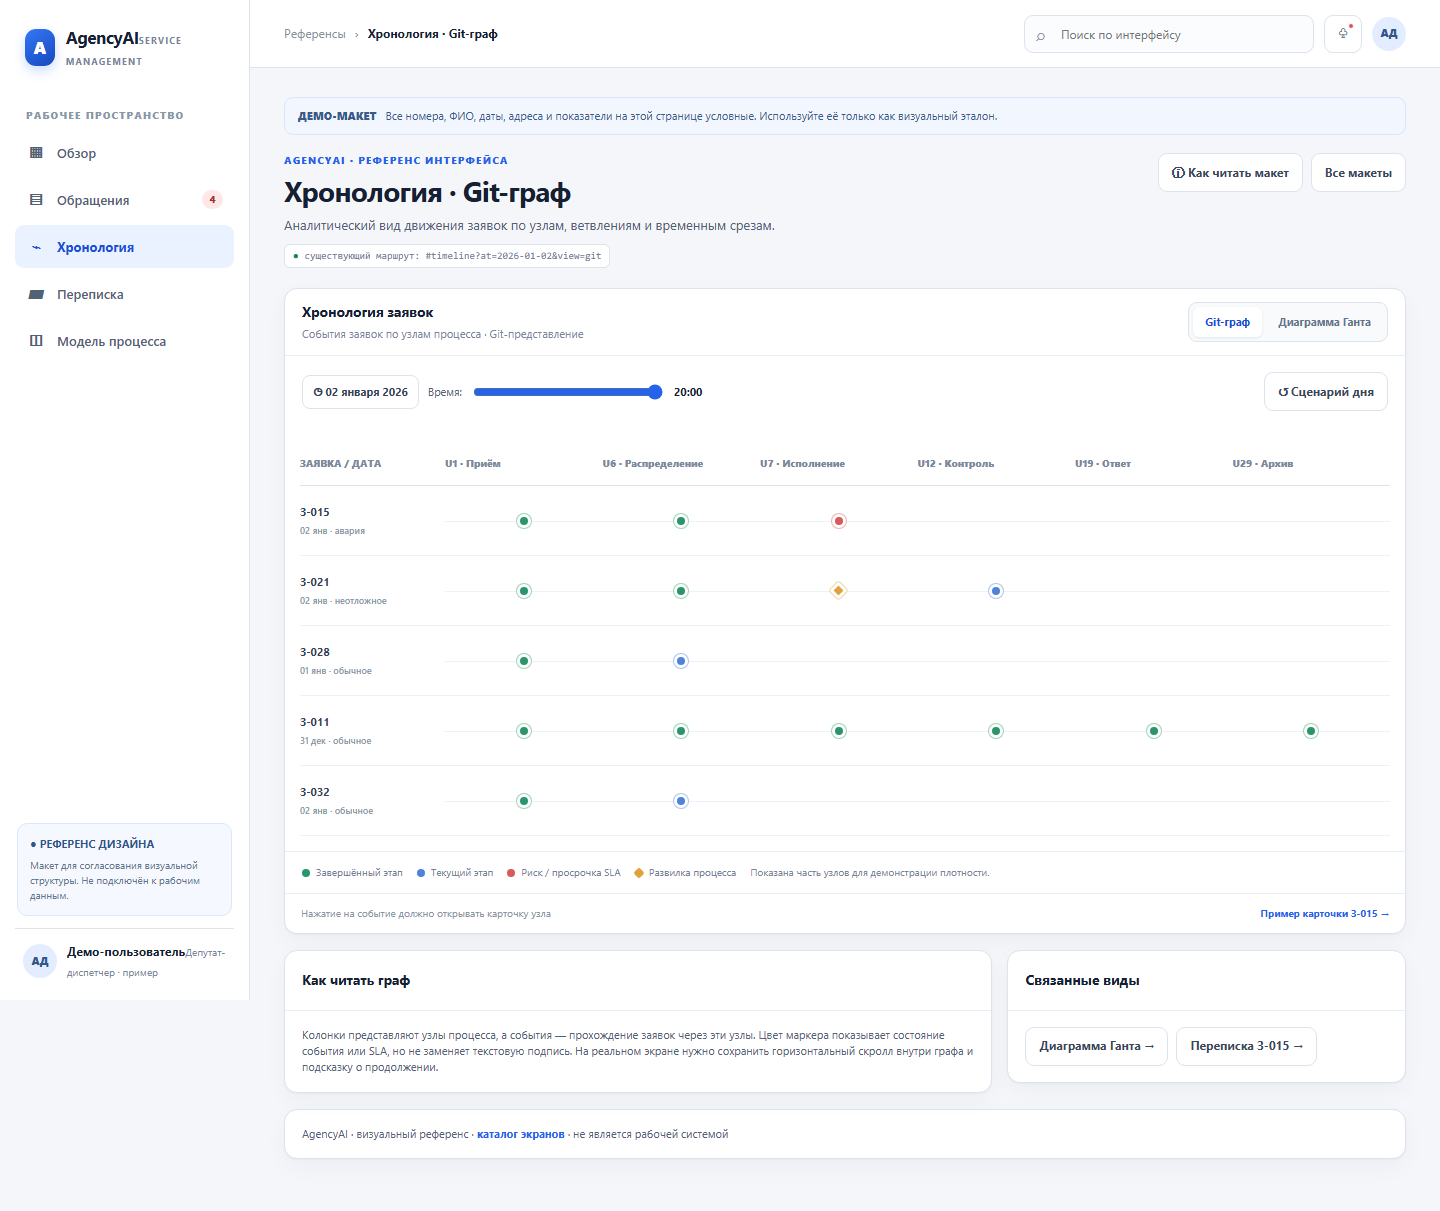 A
AgencyAI SERVICE
MANAGEMENT
РАБОЧЕЕ ПРОСТРАНСТВО
Обзор
Обращения
4
Хронология
Переписка
Модель процесса
● РЕФЕРЕНС ДИЗАЙНА
Макет для согласования визуальной
структуры. Не подключён к рабочим
данным.
АД
Демо-пользователь Депутат-
диспетчер · пример
Референсы › Хронология · Git-граф
Поиск по интерфейсу
АД
ДЕМО-МАКЕТ Все номера, ФИО, даты, адреса и показатели на этой странице условные. Используйте её только как визуальный эталон.
AGENCYAI · РЕФЕРЕНС ИНТЕРФЕЙСА
Хронология · Git-граф
Аналитический вид движения заявок по узлам, ветвлениям и временным срезам.
● существующий маршрут: #timeline?at=2026-01-02&view=git
ⓘ Как читать макет
Все макеты
Хронология заявок
События заявок по узлам процесса · Git-представление
Git-граф
Диаграмма Ганта
◷ 02 января 2026
Время:
20:00
↺ Сценарий дня
ЗАЯВКА / ДАТА
U1 · Приём
U6 · Распределение
U7 · Исполнение
U12 · Контроль
U19 · Ответ
U29 · Архив
З-015
02 янв · авария
З-021
02 янв · неотложное
З-028
01 янв · обычное
З-011
31 дек · обычное
З-032
02 янв · обычное
Завершённый этап
Текущий этап
Риск / просрочка SLA
Развилка процесса
Показана часть узлов для демонстрации плотности.
Нажатие на событие должно открывать карточку узла
Пример карточки З-015 →
Как читать граф
Колонки представляют узлы процесса, а события — прохождение заявок через эти узлы. Цвет маркера показывает состояние
события или SLA, но не заменяет текстовую подпись. На реальном экране нужно сохранить горизонтальный скролл внутри графа и
подсказку о продолжении.
Связанные виды
Диаграмма Ганта →
Переписка З-015 →
AgencyAI · визуальный референс · каталог экранов · не является рабочей системой